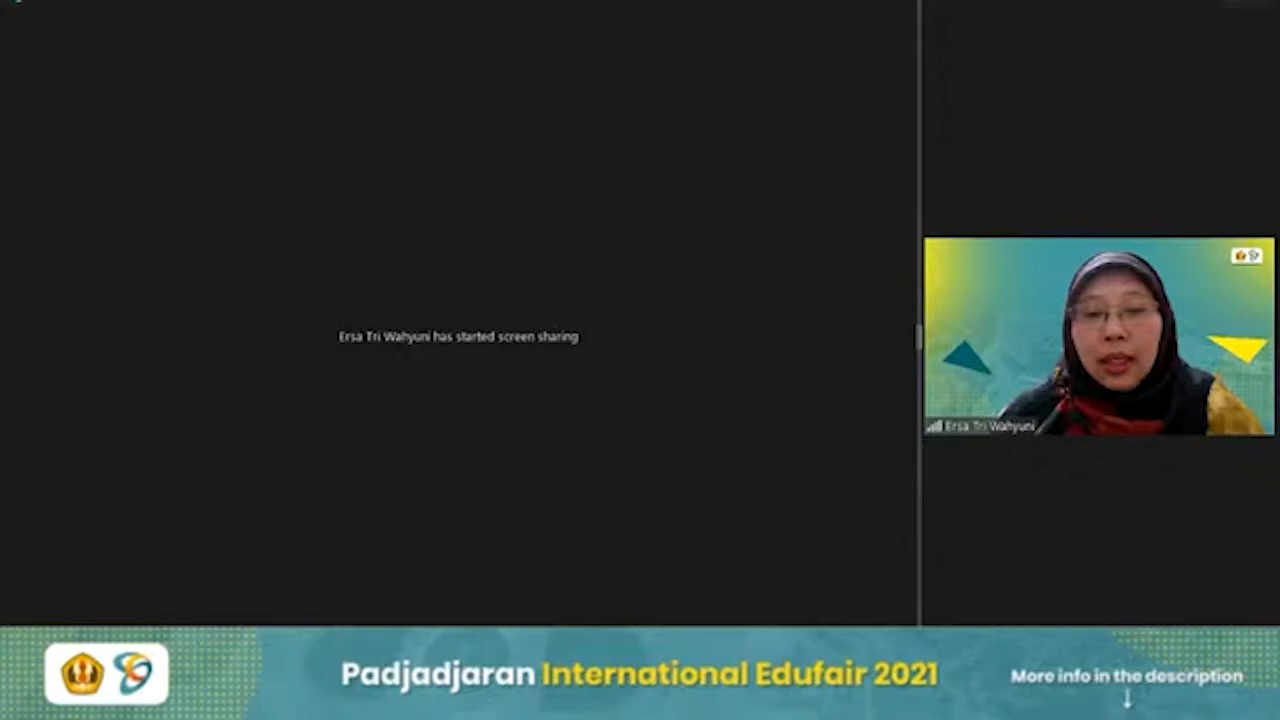 Ersa Tri Wahyuni has started screen sharing
Ersa Tri Wahyuni
Padjadjaran International Edufair 2021
More info in the description